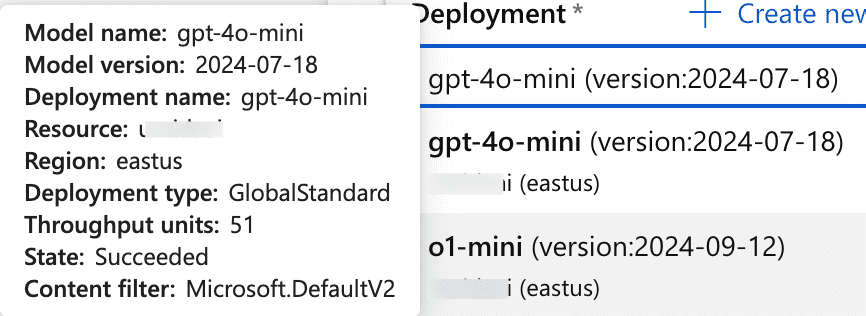 Model name: gpt-4o-mini
Model version: 2024-07-18
Deployment name: gpt-4o-mini
Resource:
Region: eastus
Deployment type: GlobalStandard
Throughput units: 51
State: Succeeded
Content filter: Microsoft.DefaultV2
Deployment *
+ Create new
gpt-4o-mini (version:2024-07-18)
gpt-4o-mini (version:2024-07-18)
(eastus)
o1-mini (version:2024-09-12)
(eastus)